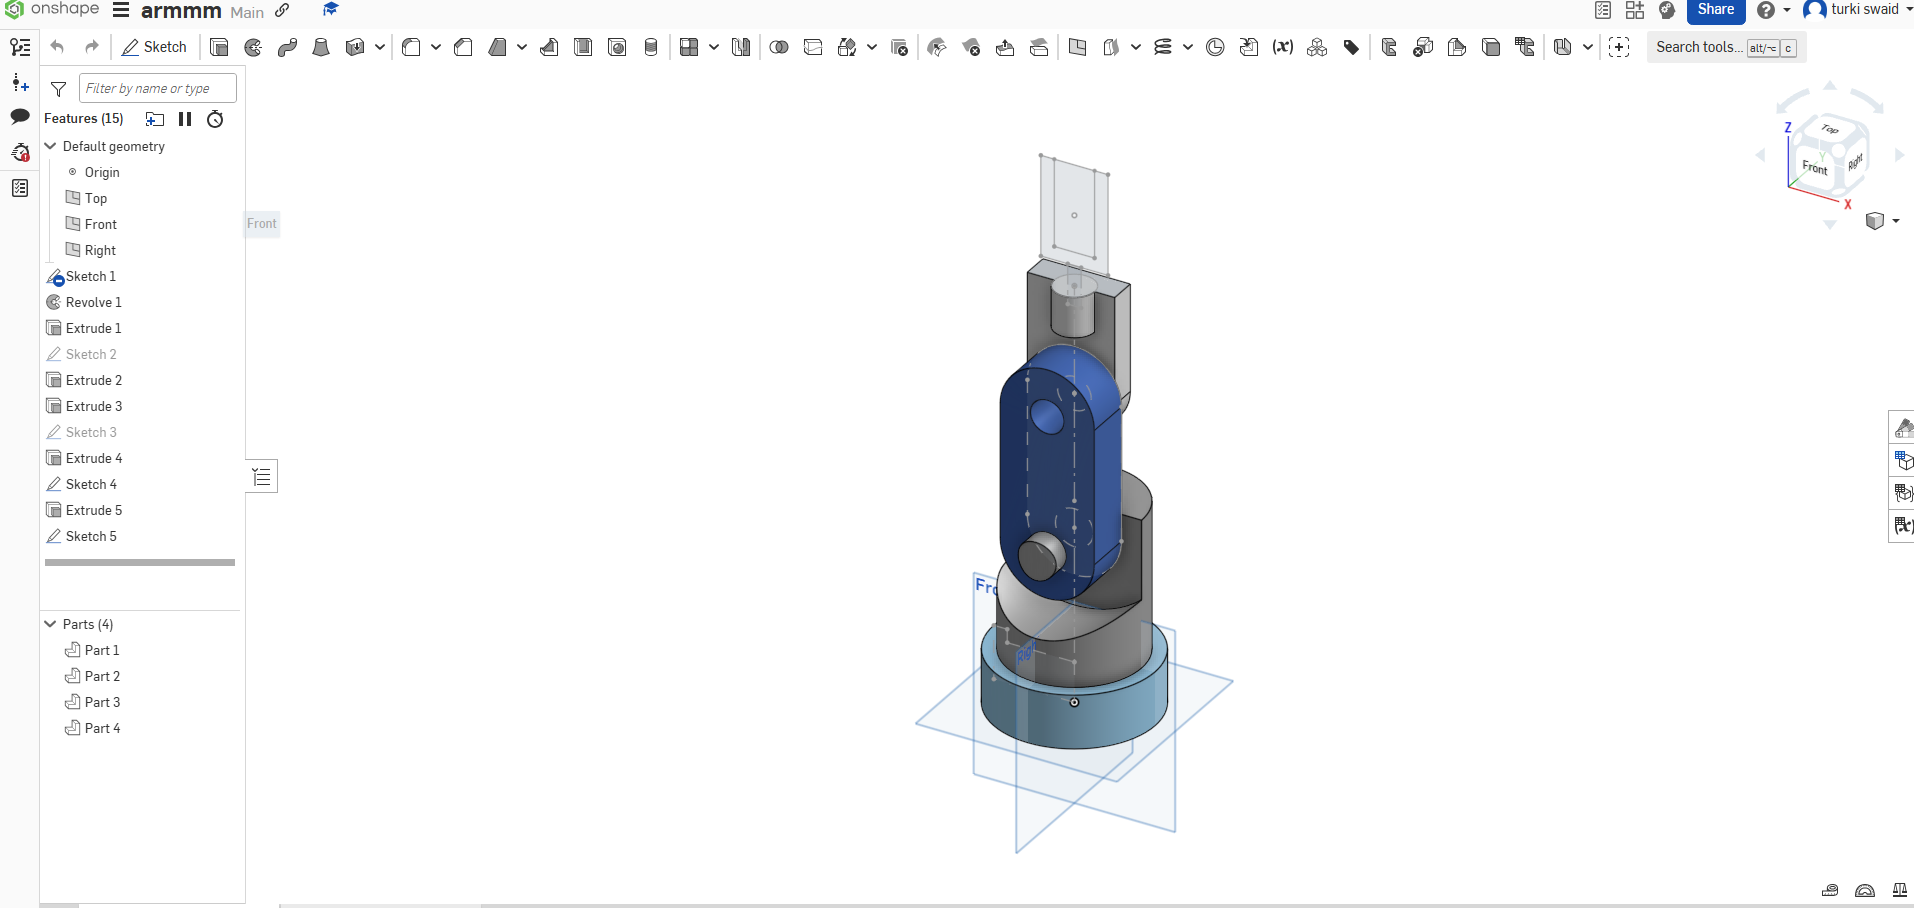 onshape armmm Main Share turki swaid
Sketch Search tools... alt/⌥ c
Filter by name or type
Features (15)
Default geometry
Origin
Top
Front
Right
Sketch 1
Revolve 1
Extrude 1
Sketch 2
Extrude 2
Extrude 3
Sketch 3
Extrude 4
Sketch 4
Extrude 5
Sketch 5
Parts (4)
Part 1
Part 2
Part 3
Part 4
Front
Fro
Right
Z
Top
Y
Front
Right
X
(x)
(x)